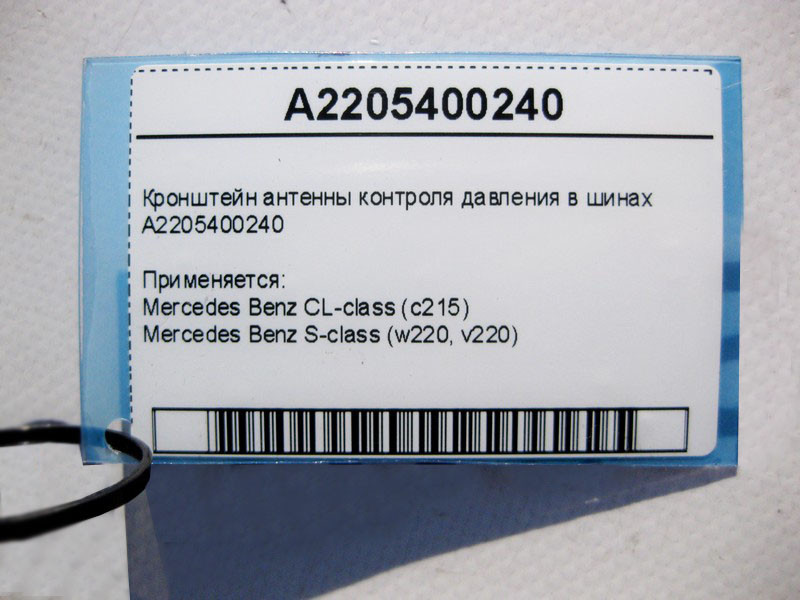 A2205400240
Кронштейн антенны контроля давления в шинах
A2205400240
Применяется:
Mercedes Benz CL-class (c215)
Mercedes Benz S-class (w220, v220)